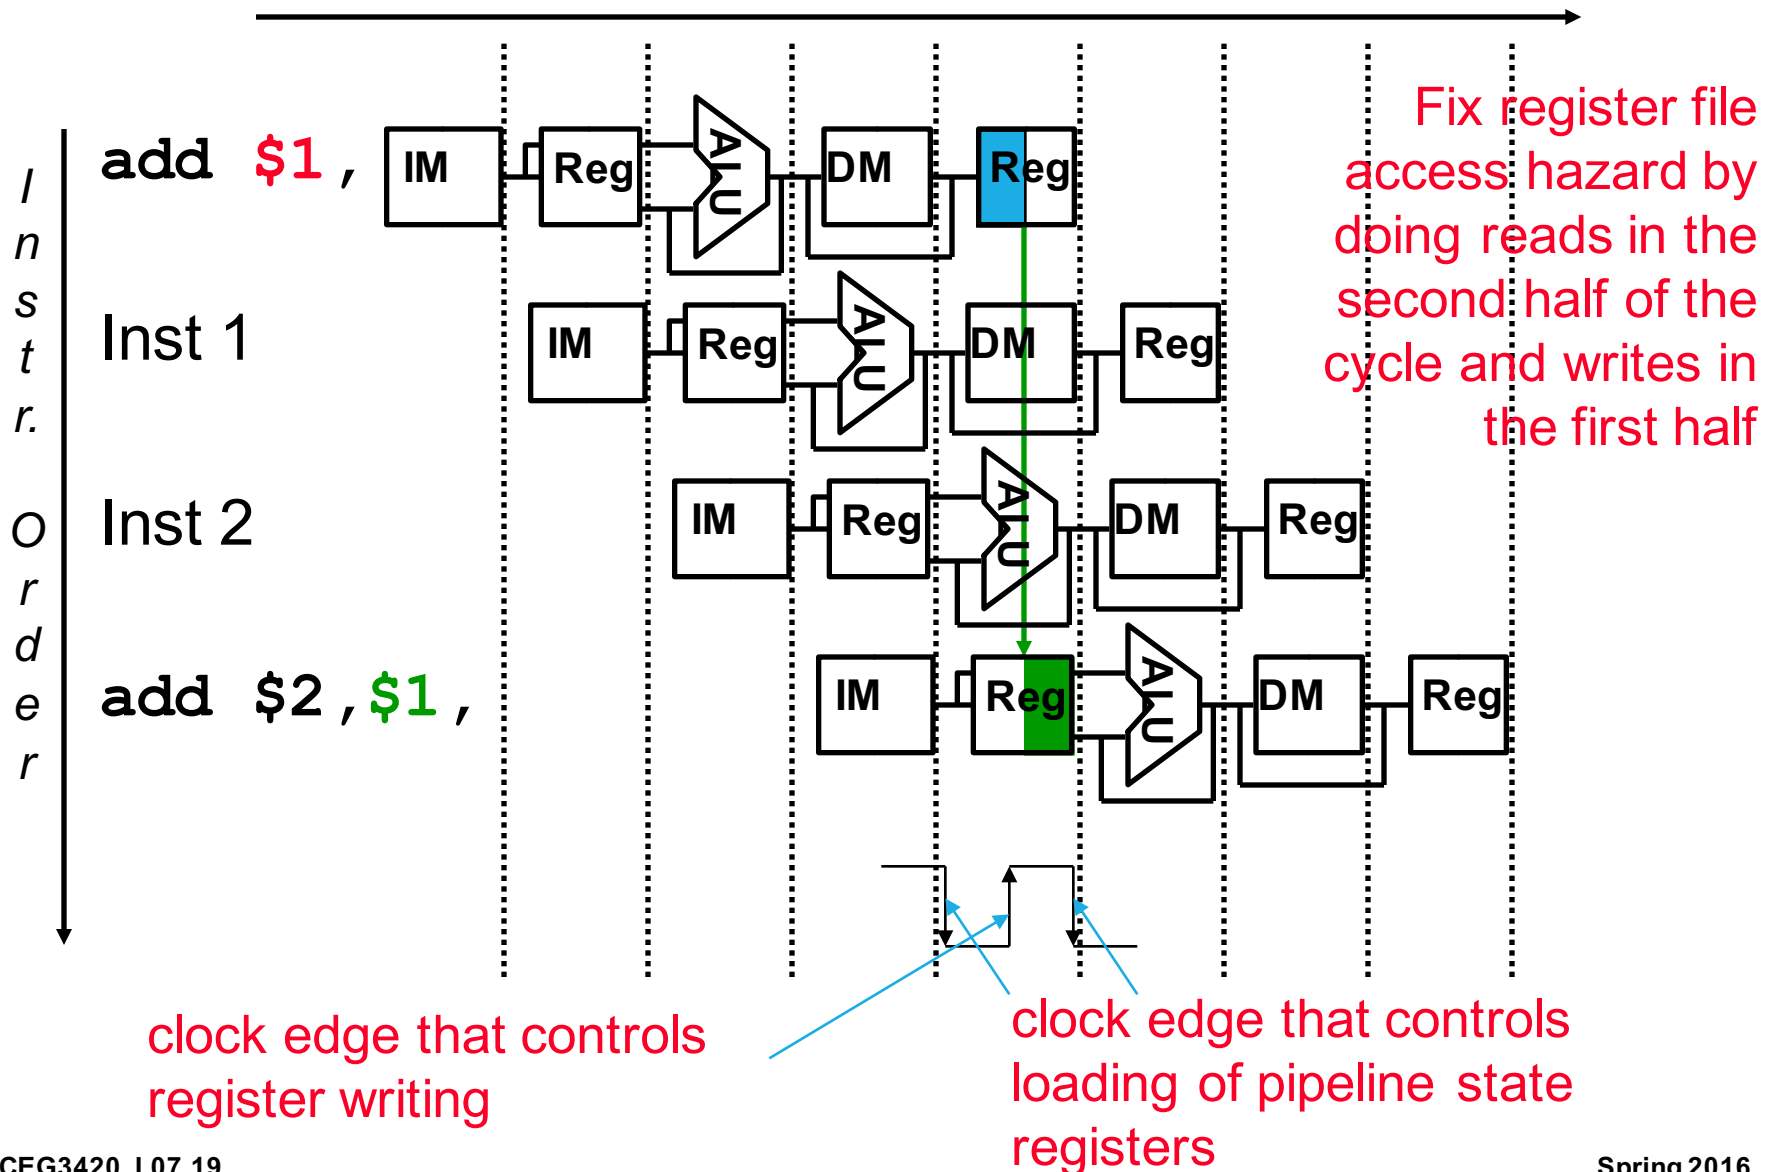 Instr. Order
add $1,
IM Reg ALU DM Reg
Fix register file
access hazard by
doing reads in the
second half of the
cycle and writes in
the first half
Inst 1
IM Reg ALU DM Reg
Inst 2
IM Reg ALU DM Reg
add $2,$1,
IM Reg ALU DM Reg
clock edge that controls
register writing
clock edge that controls
loading of pipeline state
registers
CEG3420 L07.19
Spring 2016